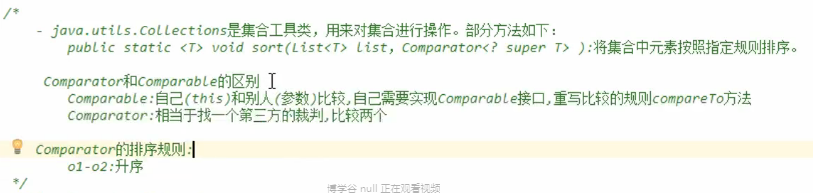 /*
- java.utils.Collections是集合工具类，用来对集合进行操作。部分方法如下：
public static <T> void sort(List<T> list，Comparator<? super T> ):将集合中元素按照指定规则排序。
Comparator和Comparable的区别
Comparable:自己(this)和别人(参数)比较,自己需要实现Comparable接口,重写比较的规则compareTo方法
Comparator:相当于找一个第三方的裁判,比较两个
Comparator的排序规则:
o1-o2:升序
*/
博学谷 null 正在观看视频